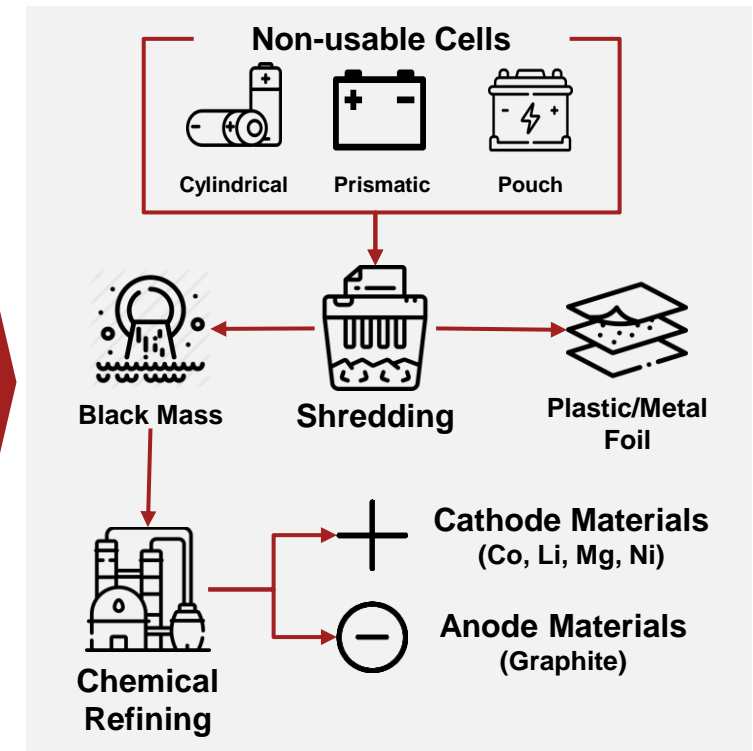 Non-usable Cells
Cylindrical
Prismatic
Pouch
Black Mass
Shredding
Plastic/Metal
Foil
Cathode Materials
(Co, Li, Mg, Ni)
Anode Materials
(Graphite)
Chemical
Refining